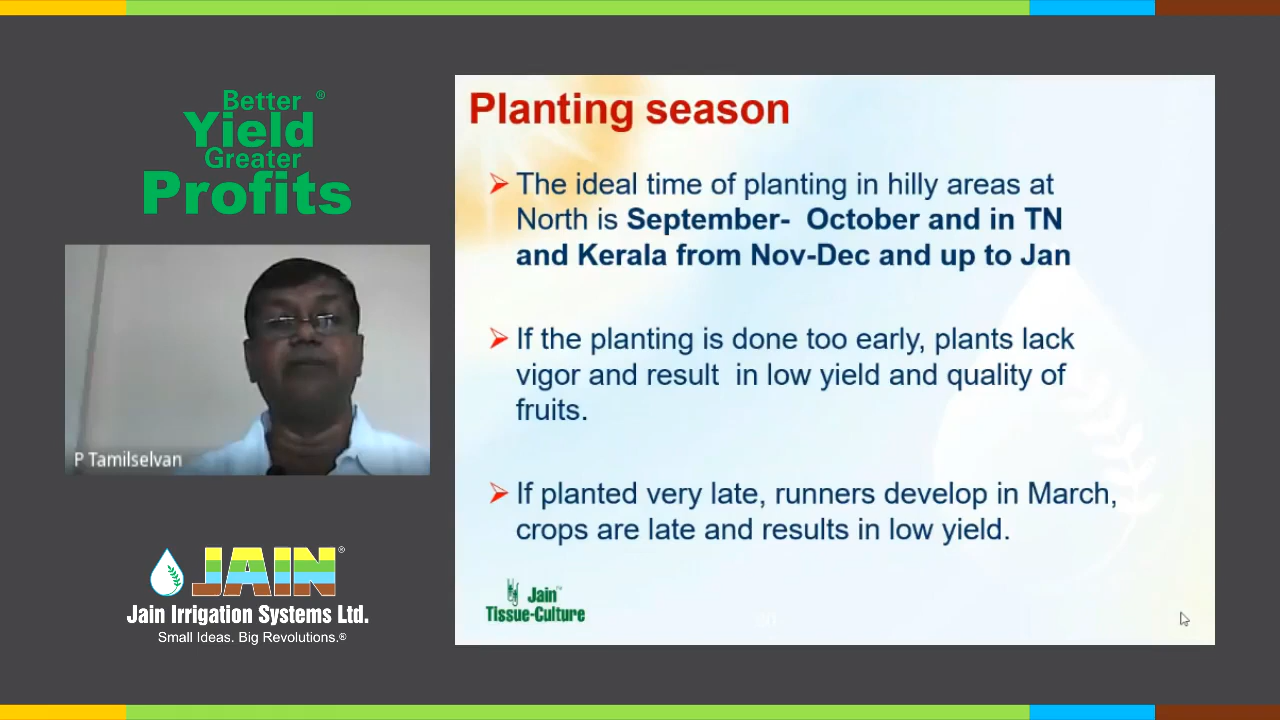 Better ®
Yield
Greater
Profits
P Tamilselvan
JAIN®
Jain Irrigation Systems Ltd.
Small Ideas. Big Revolutions.®
Planting season
The ideal time of planting in hilly areas at
North is September- October and in TN
and Kerala from Nov-Dec and up to Jan
If the planting is done too early, plants lack
vigor and result in low yield and quality of
fruits.
If planted very late, runners develop in March,
crops are late and results in low yield.
Jain™
Tissue-Culture